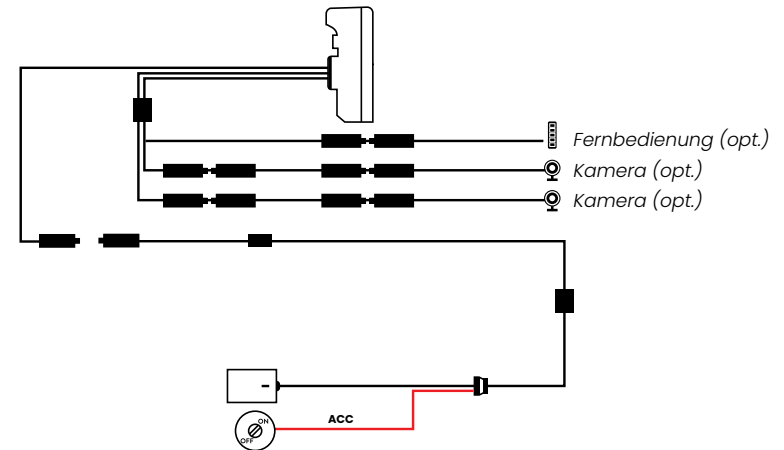 Fernbedienung (opt.)
Kamera (opt.)
Kamera (opt.)
ACC
ON
OFF